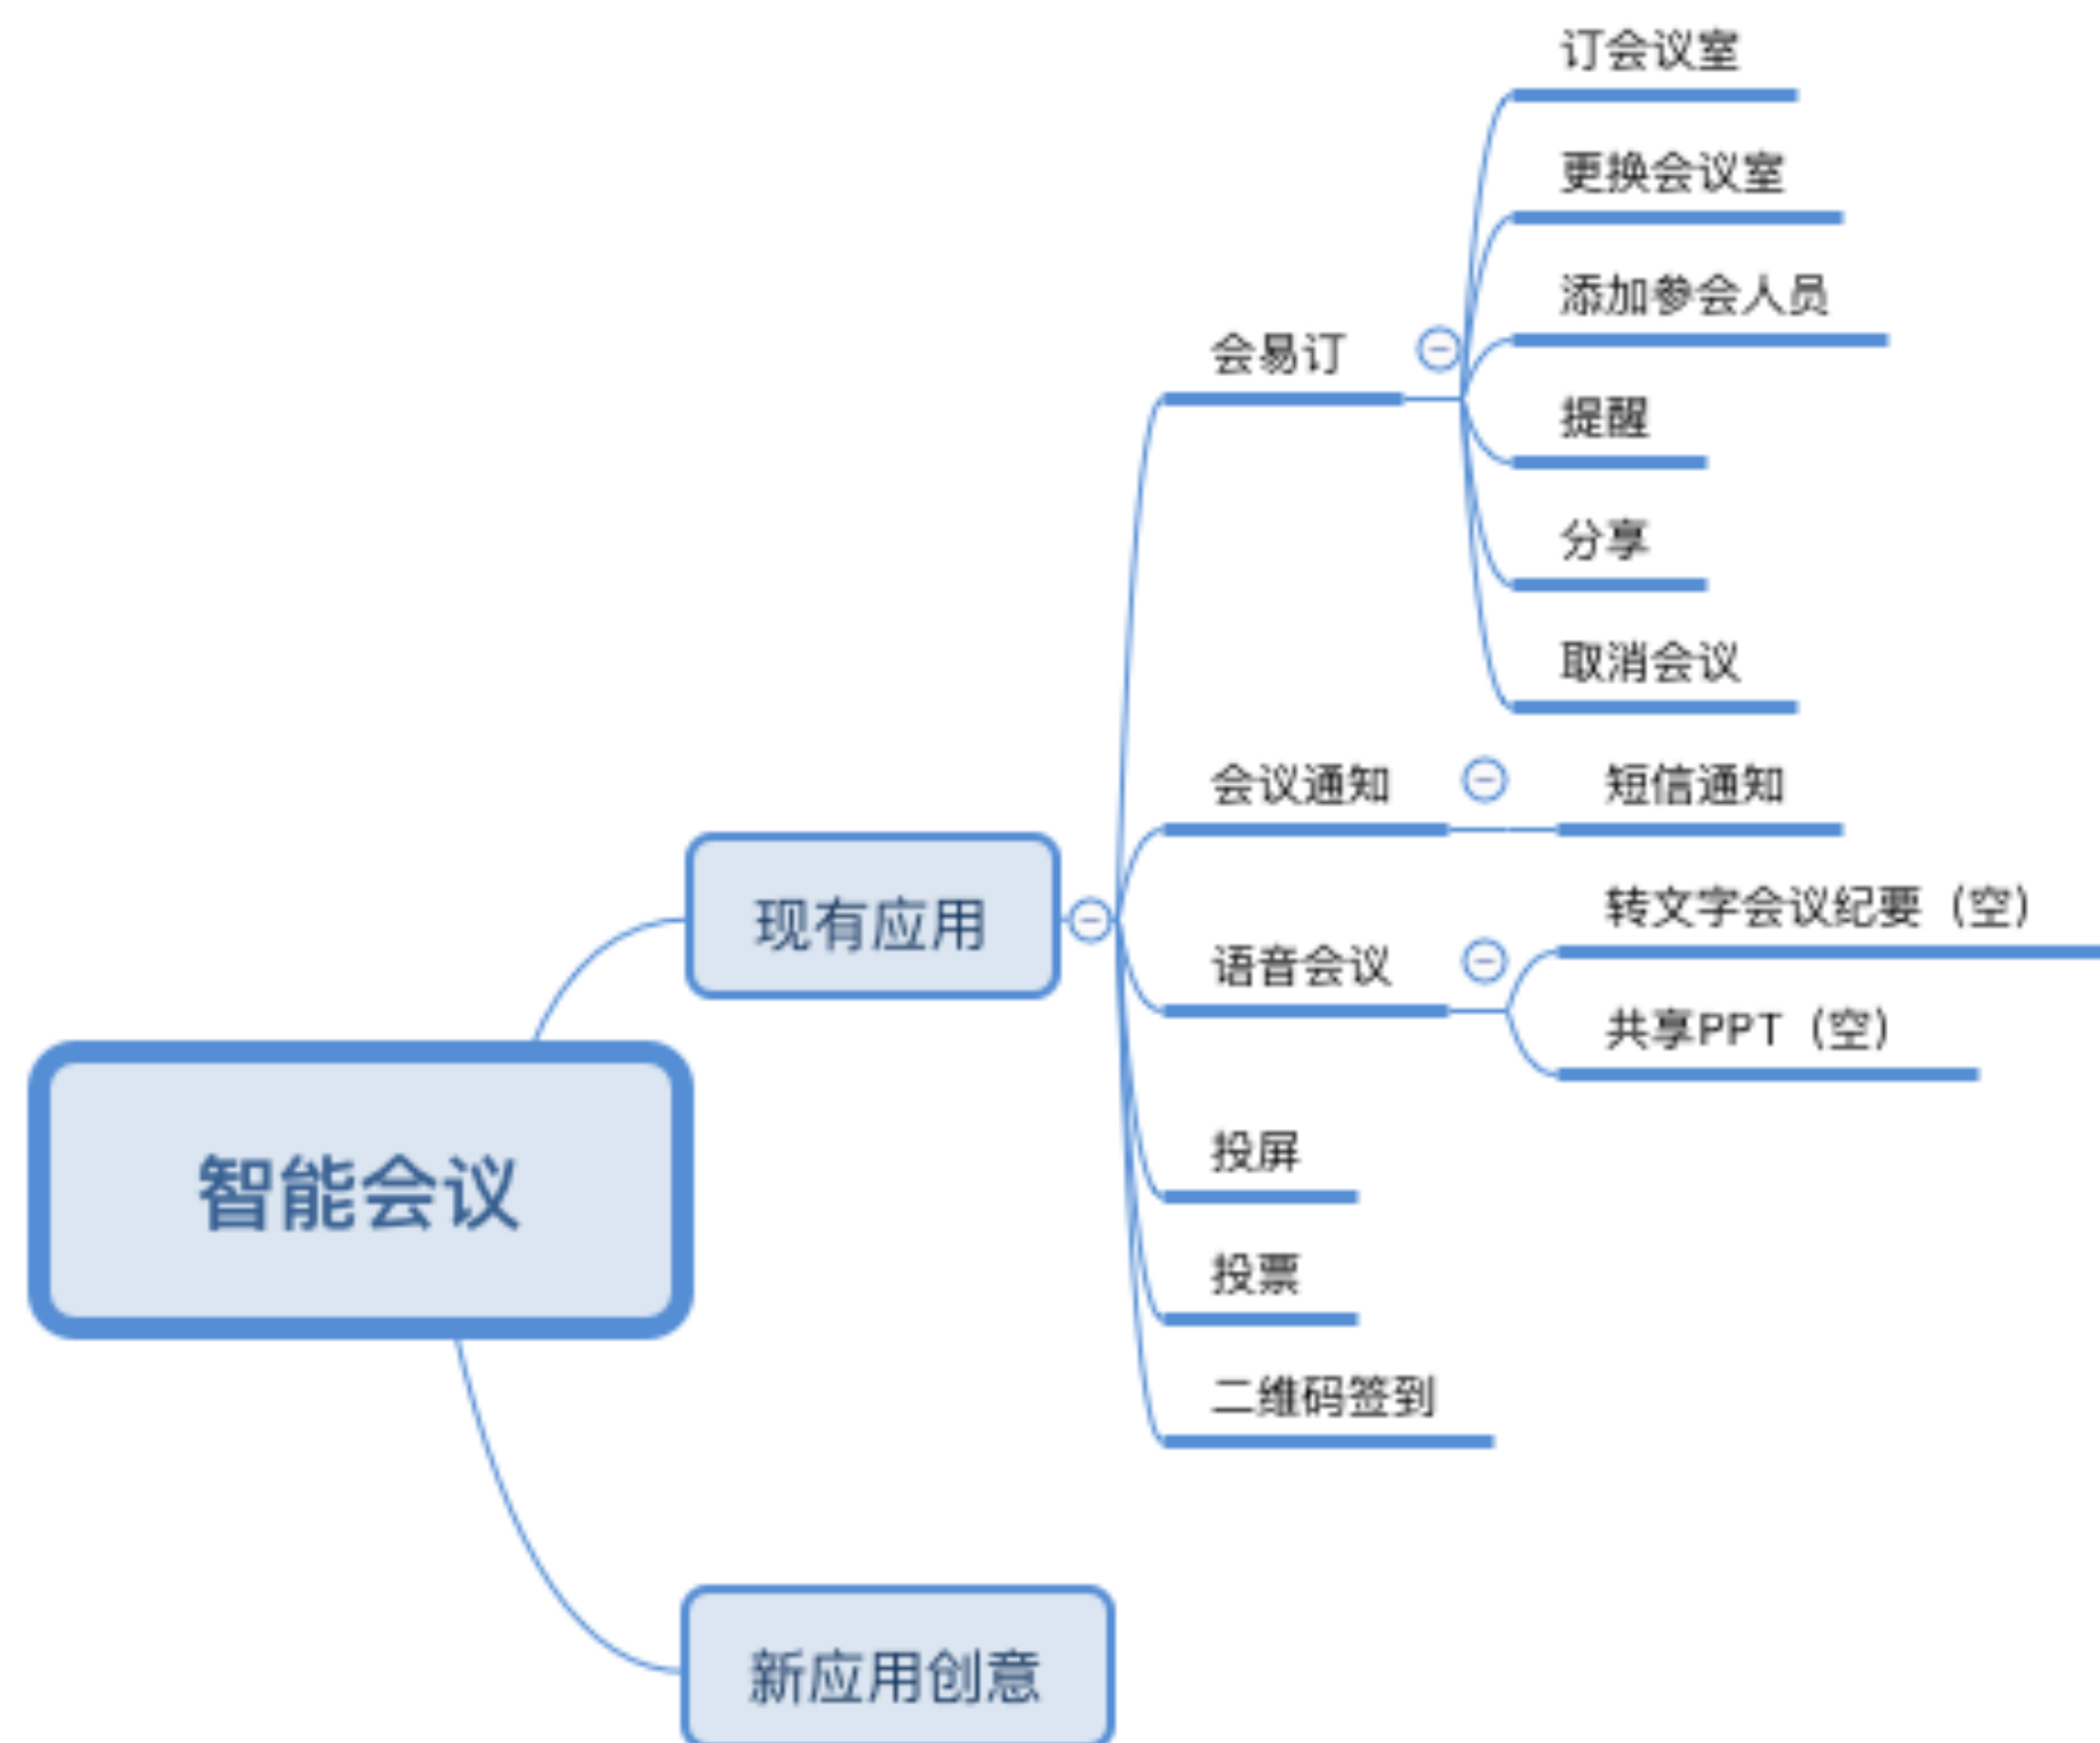 订会议室
更换会议室
添加参会人员
会易订
提醒
分享
取消会议
会议通知
短信通知
转文字会议纪要（空）
现有应用
语音会议
共享PPT（空）
投屏
智能会议
投票
二维码签到
新应用创意